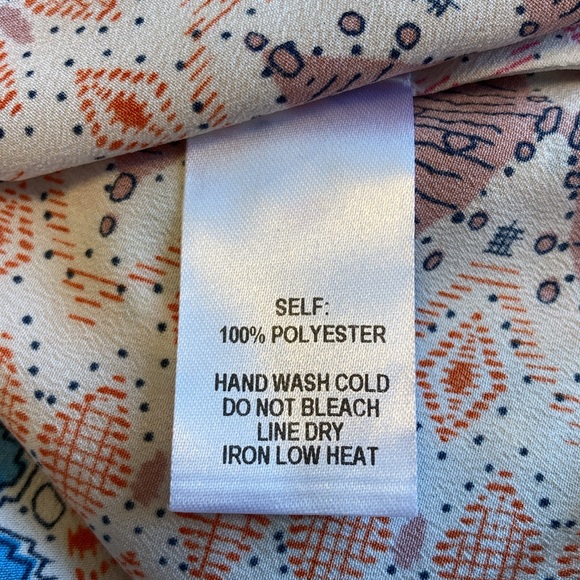 SELF:
100% POLYESTER
HAND WASH COLD
DO NOT BLEACH
LINE DRY
IRON LOW HEAT